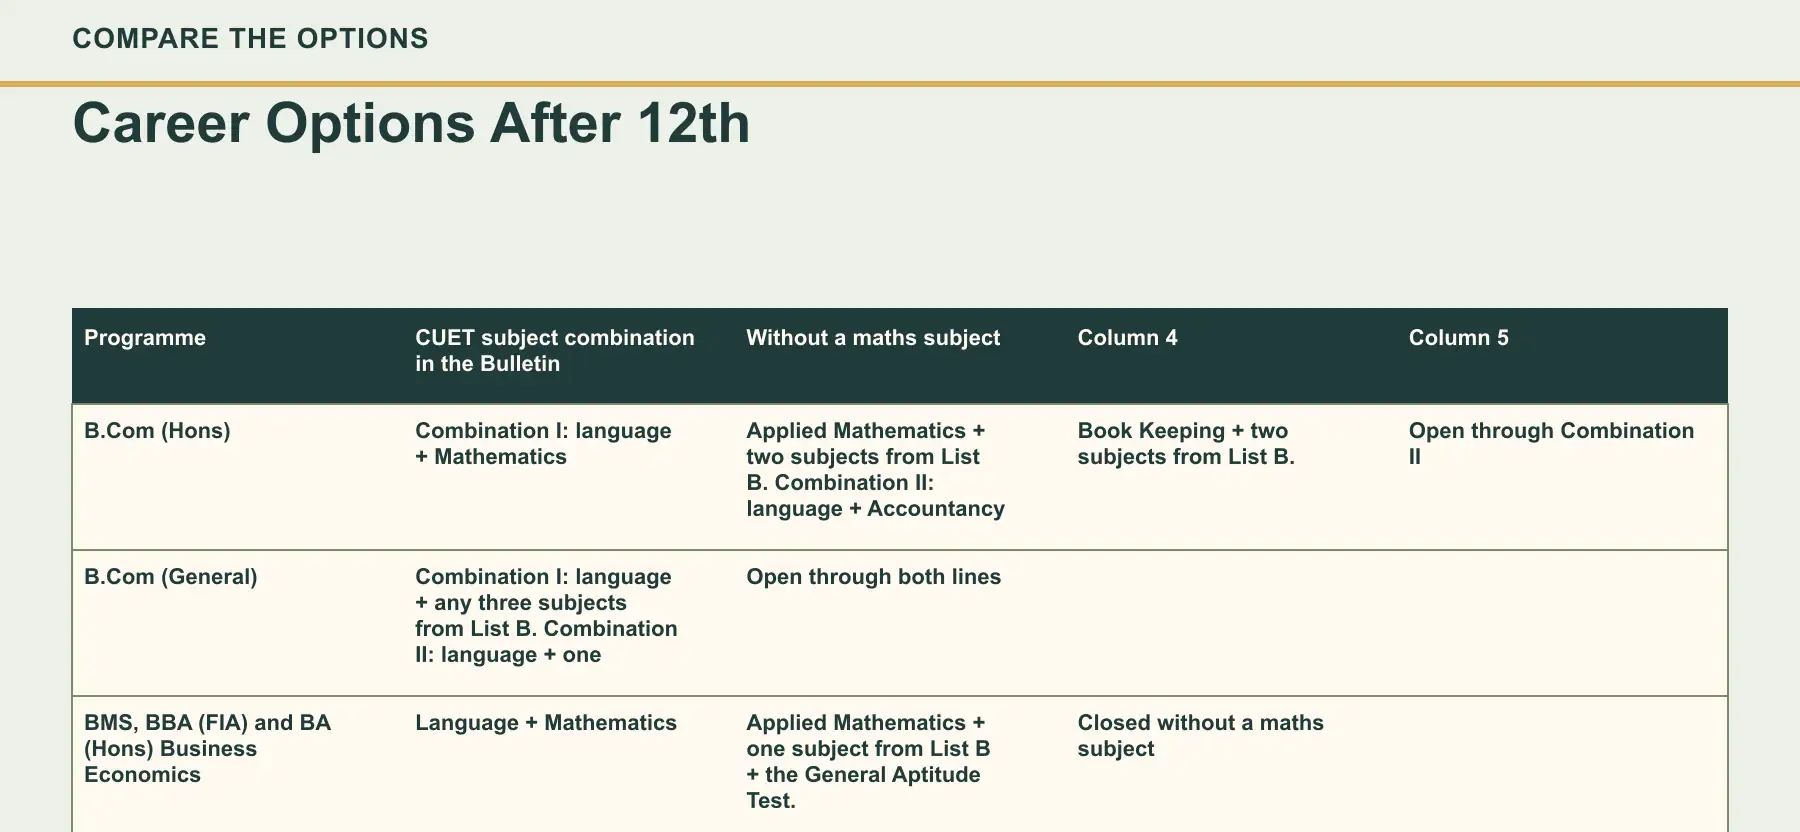 COMPARE THE OPTIONS
Career Options After 12th
Programme
CUET subject combination
in the Bulletin
Without a maths subject
Column 4
Column 5
B.Com (Hons)
Combination I: language
+ Mathematics
Applied Mathematics +
two subjects from List
B. Combination II:
language + Accountancy
Book Keeping + two
subjects from List B.
Open through Combination
II
B.Com (General)
Combination I: language
+ any three subjects
from List B. Combination
II: language + one
Open through both lines
BMS, BBA (FIA) and BA
(Hons) Business
Economics
Language + Mathematics
Applied Mathematics +
one subject from List B
+ the General Aptitude
Test.
Closed without a maths
subject